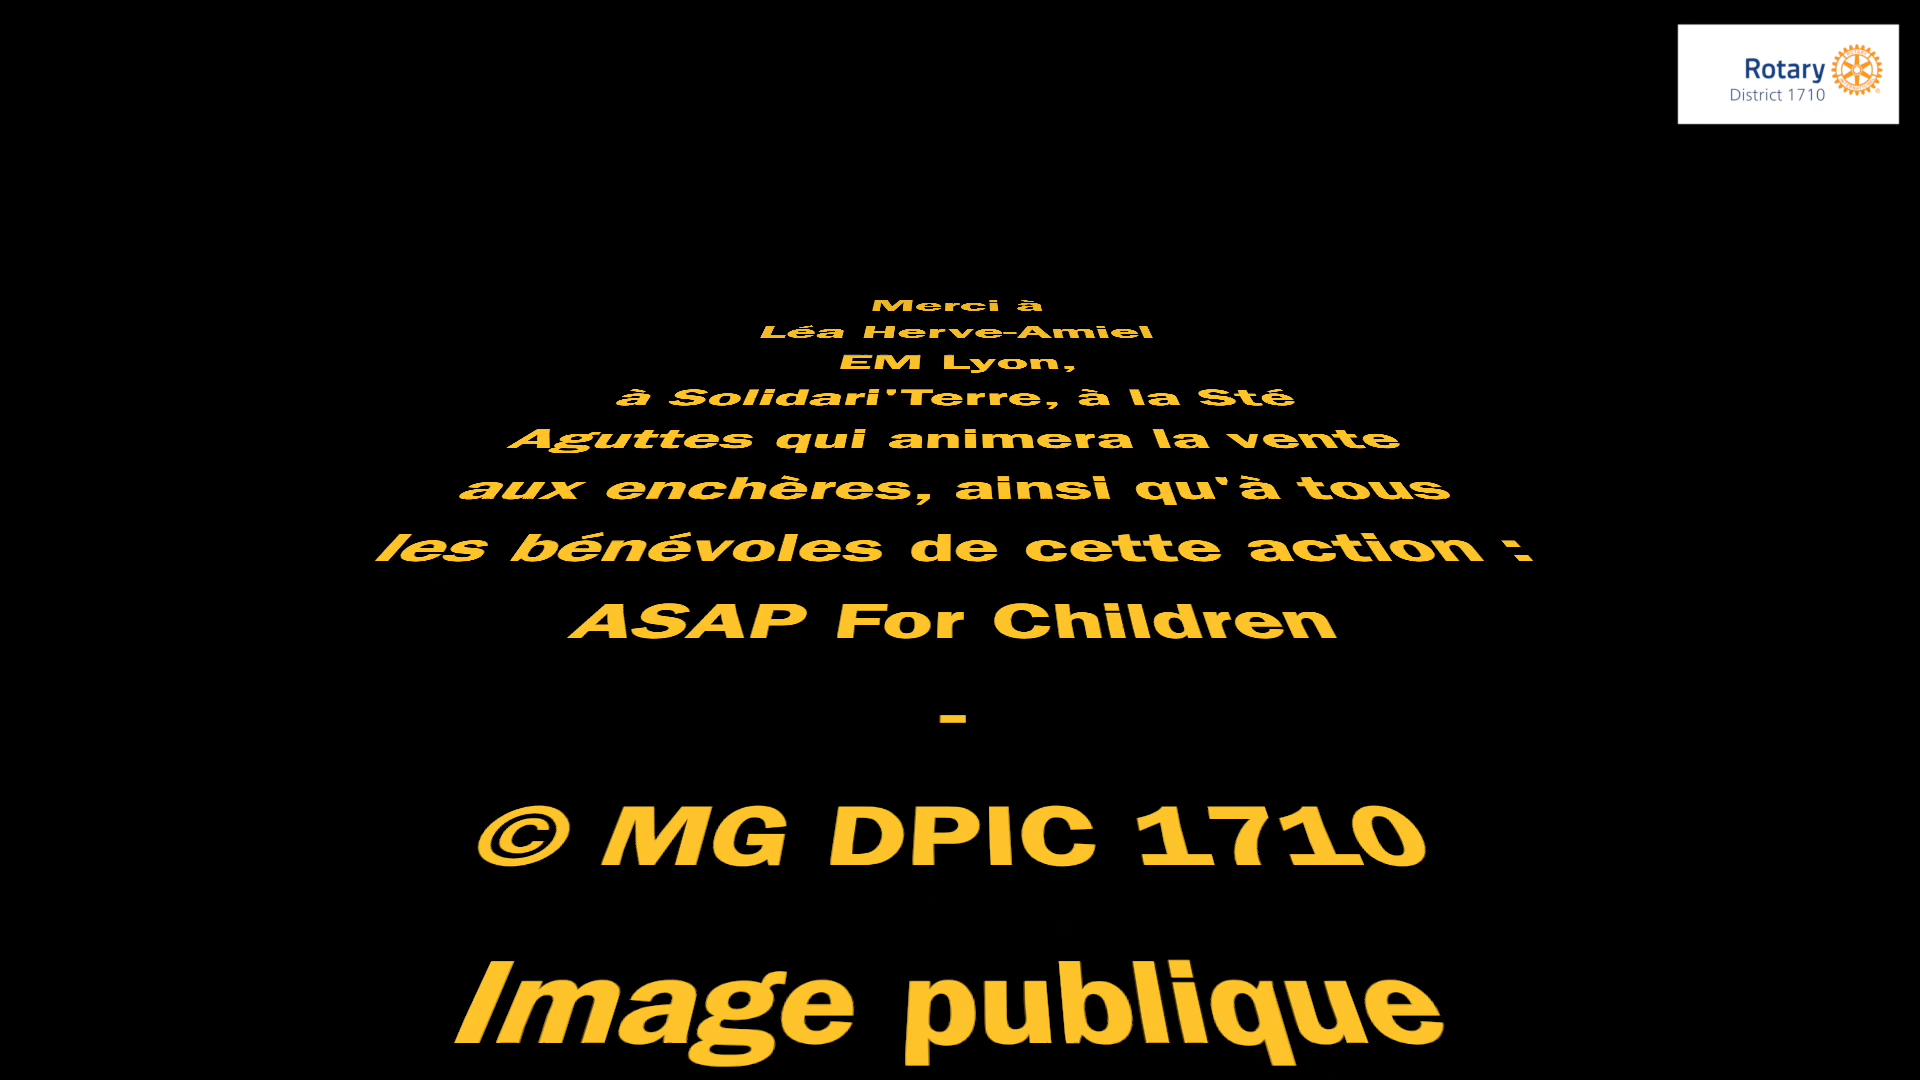 Rotary
District 1710
Merci à
Léa Herve-Amiel
EM Lyon,
à Solidari'Terre, à la Sté
Aguttes qui animera la vente
aux enchères, ainsi qu'à tous
les bénévoles de cette action :
ASAP For Children
-
© MG DPIC 1710
Image publique